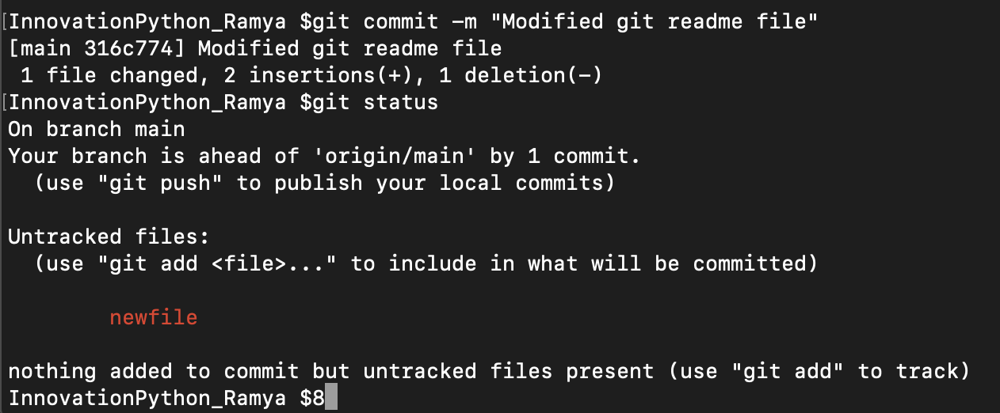 [InnovationPython_Ramya $git commit -m "Modified git readme file"
[main 316c774] Modified git readme file
 1 file changed, 2 insertions(+), 1 deletion(-)
[InnovationPython_Ramya $git status
On branch main
Your branch is ahead of 'origin/main' by 1 commit.
  (use "git push" to publish your local commits)

Untracked files:
  (use "git add <file>..." to include in what will be committed)

        newfile

nothing added to commit but untracked files present (use "git add" to track)
InnovationPython_Ramya $8